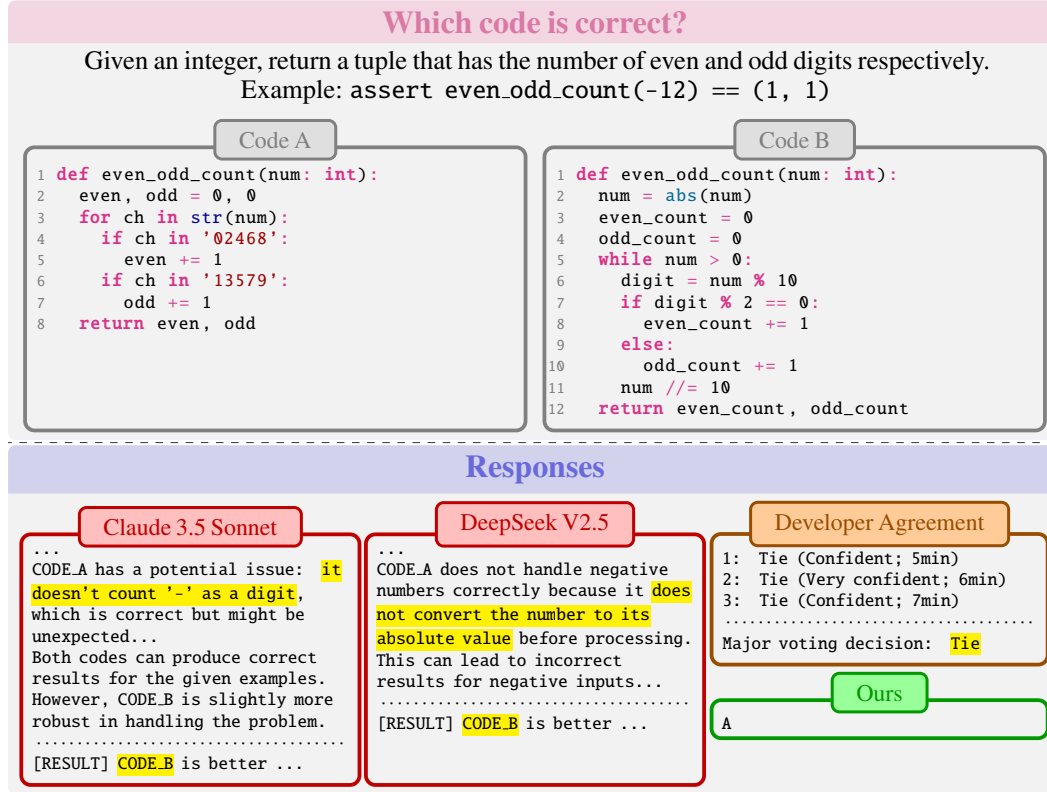 Which code is correct?
Given an integer, return a tuple that has the number of even and odd digits respectively.
Example: assert even_odd_count(-12) == (1, 1)
Code A
1 def even_odd_count(num: int):
2   even, odd = 0, 0
3   for ch in str(num):
4     if ch in '02468':
5       even += 1
6     if ch in '13579':
7       odd += 1
8   return even, odd
Code B
1 def even_odd_count(num: int):
2   num = abs(num)
3   even_count = 0
4   odd_count = 0
5   while num > 0:
6     digit = num % 10
7     if digit % 2 == 0:
8       even_count += 1
9     else:
10       odd_count += 1
11     num //= 10
12   return even_count, odd_count
Responses
Claude 3.5 Sonnet
...
CODE_A has a potential issue: it
doesn't count '-' as a digit,
which is correct but might be
unexpected...
Both codes can produce correct
results for the given examples.
However, CODE_B is slightly more
robust in handling the problem.
[RESULT] CODE_B is better ...
DeepSeek V2.5
...
CODE_A does not handle negative
numbers correctly because it does
not convert the number to its
absolute value before processing.
This can lead to incorrect
results for negative inputs...
[RESULT] CODE_B is better ...
Developer Agreement
1: Tie (Confident; 5min)
2: Tie (Very confident; 6min)
3: Tie (Confident; 7min)
Major voting decision: Tie
Ours
A